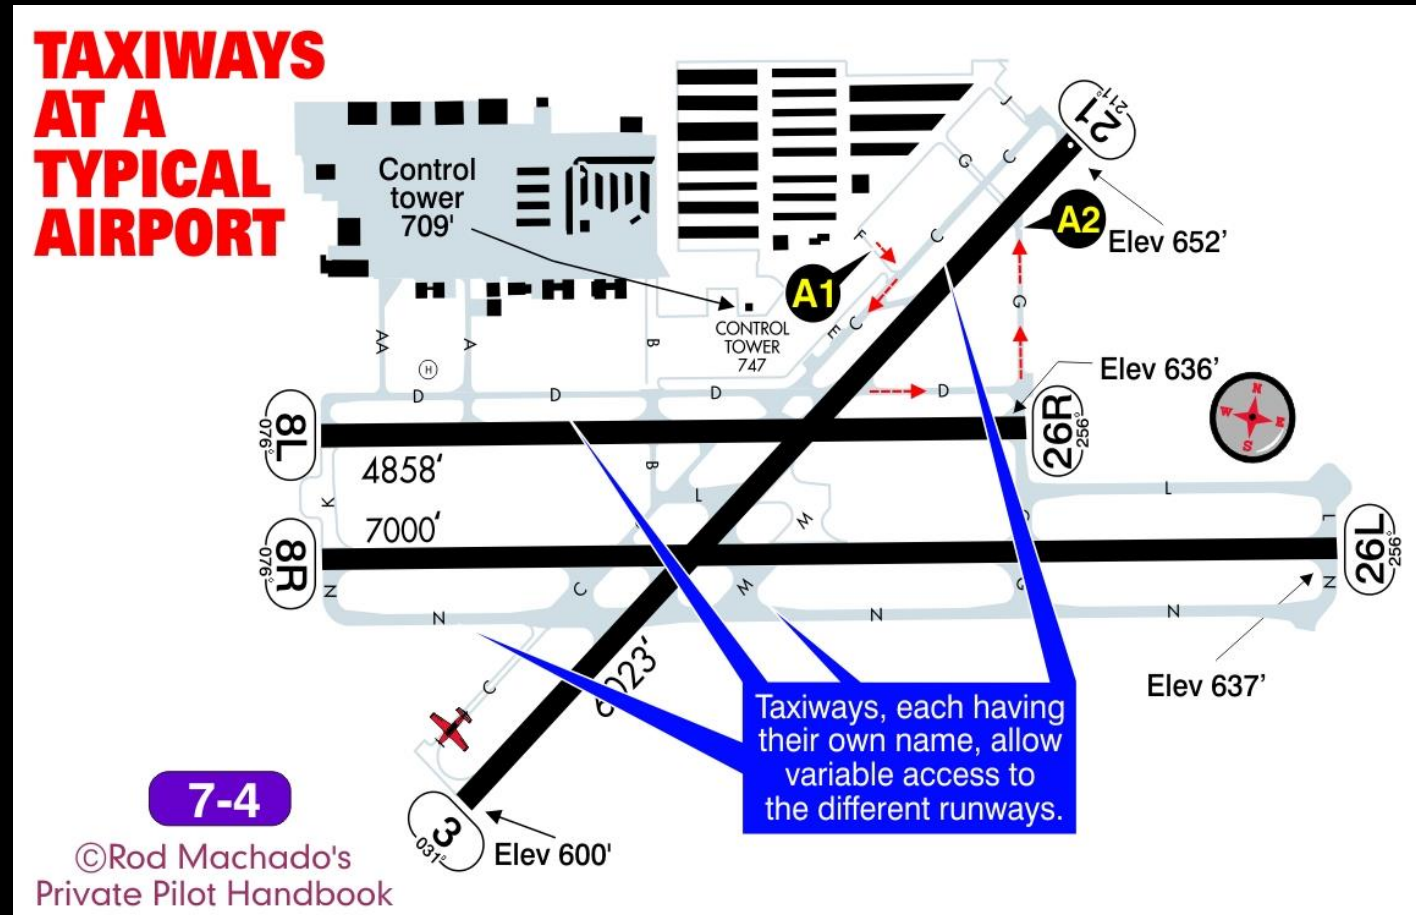 TAXIWAYS
AT A
TYPICAL
AIRPORT
Control
tower
709'
CONTROL
TOWER
747
A1
A2
21
211°
Elev 652'
J
C
G
C
F
E C
G
AA
A
B
H
D
D
D
D
Elev 636'
N
W E
S
8L
076°
26R
256°
4858'
B
L
L
K
7000'
M
L
8R
076°
26L
256°
N
C
M
G
N
N
N
N
Elev 637'
C
6023'
Taxiways, each having
their own name, allow
variable access to
the different runways.
7-4
3
031°
Elev 600'
©Rod Machado's
Private Pilot Handbook